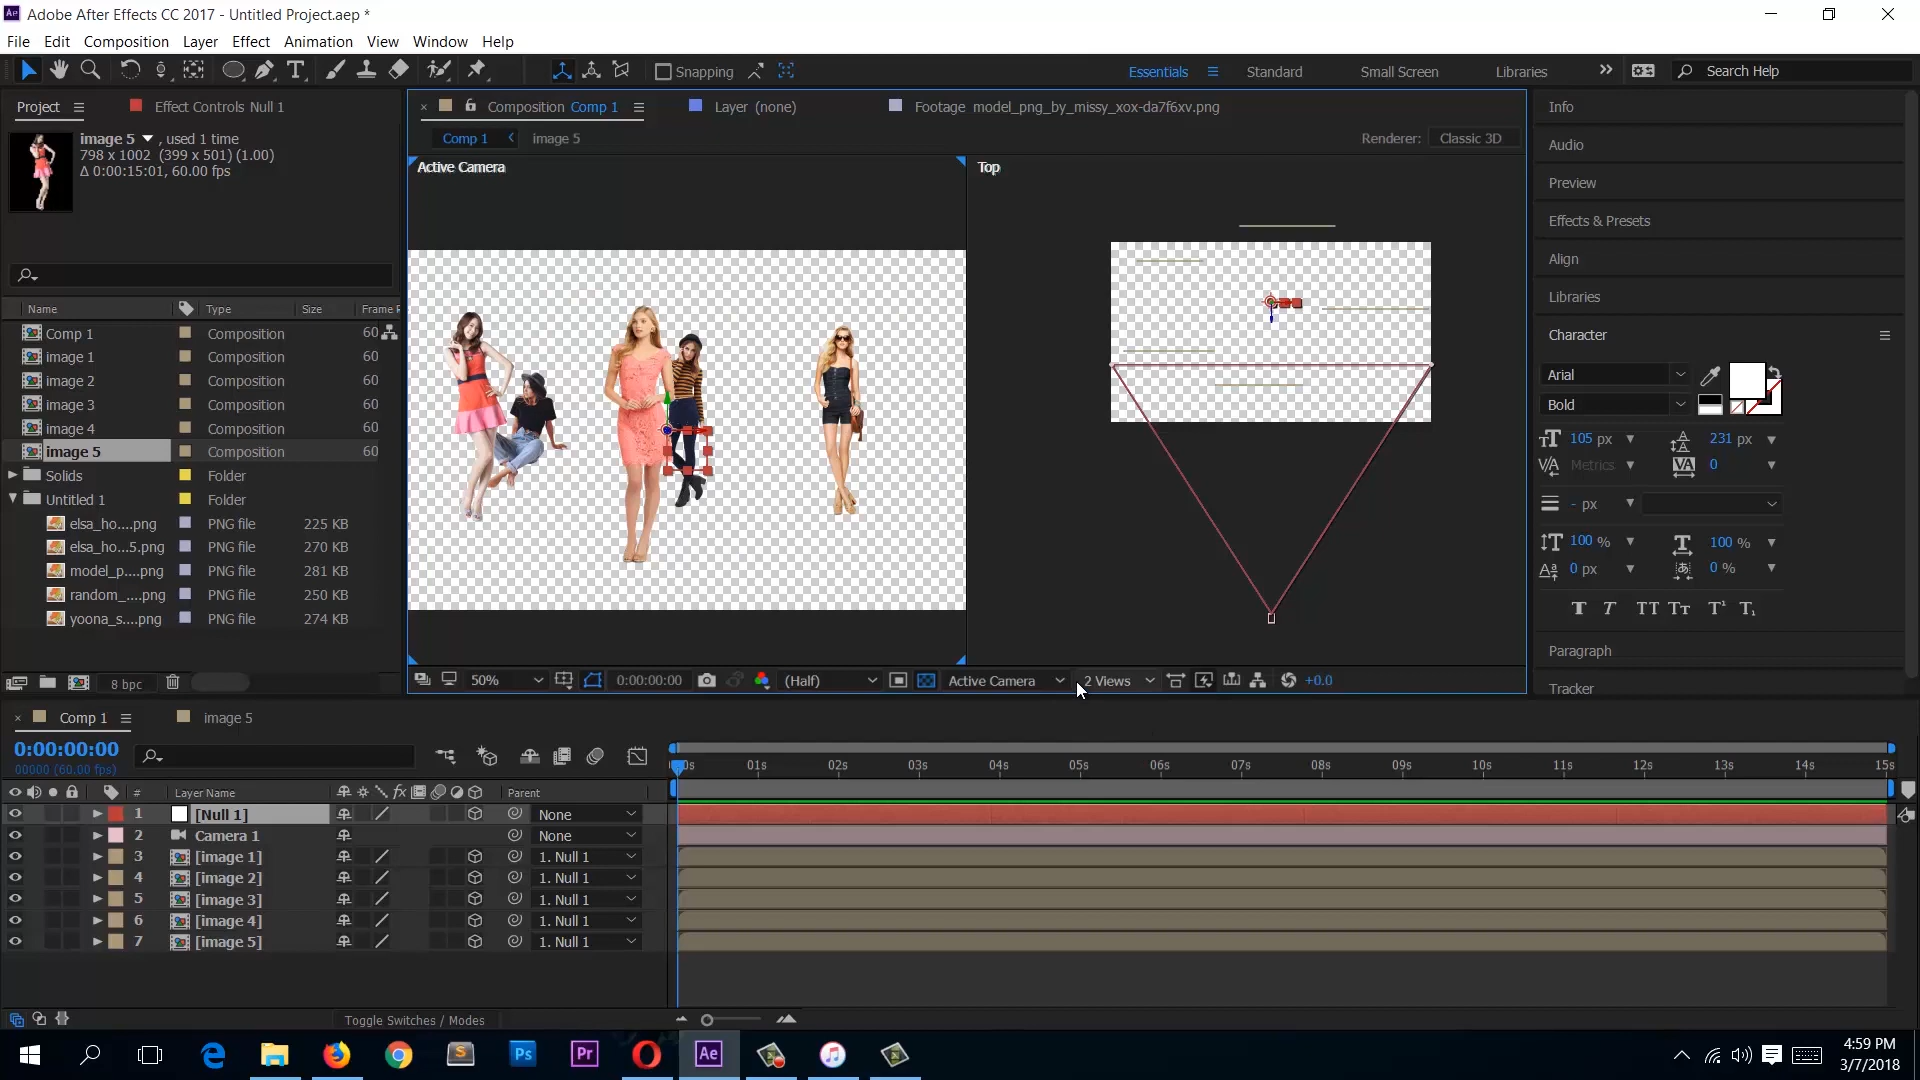 Adobe After Effects CC 2017 - Untitled Project.aep *
File Edit Composition Layer Effect Animation View Window Help
Snapping
Essentials Standard Small Screen Libraries Search Help
Project Effect Controls Null 1
image 5 , used 1 time
798 x 1002 (399 x 501) (1.00)
Δ 0:00:15:01, 60.00 fps
Composition Comp 1 Layer (none) Footage model_png_by_missy_xox-da7f6xv.png
Comp 1 image 5 Renderer: Classic 3D
Active Camera
Top
Name Type Size Frame R
Comp 1 Composition 60
image 1 Composition 60
image 2 Composition 60
image 3 Composition 60
image 4 Composition 60
image 5 Composition 60
Solids Folder
Untitled 1 Folder
elsa_ho....png PNG file 225 KB
elsa_ho...5.png PNG file 270 KB
model_p....png PNG file 281 KB
random_....png PNG file 250 KB
yoona_s....png PNG file 274 KB
8 bpc
50% 0:00:00:00 (Half) Active Camera 2 Views +0.0
Info
Audio
Preview
Effects & Presets
Align
Libraries
Character
Arial
Bold
105 px 231 px
Metrics 0
- px
100 % 100 %
0 px 0 %
T T TT Tт T¹ T₁
Paragraph
Tracker
Comp 1 image 5
0:00:00:00
00000 (60.00 fps)
01s 02s 03s 04s 05s 06s 07s 08s 09s 10s 11s 12s 13s 14s 15s
# Layer Name fx Parent
1 [Null 1] None
2 Camera 1 None
3 [image 1] 1. Null 1
4 [image 2] 1. Null 1
5 [image 3] 1. Null 1
6 [image 4] 1. Null 1
7 [image 5] 1. Null 1
Toggle Switches / Modes
Ps Pr Ae
4:59 PM
3/7/2018